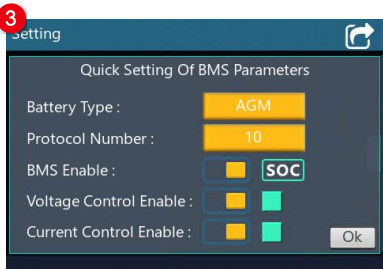 3
Setting
Quick Setting Of BMS Parameters
Battery Type : AGM
Protocol Number : 10
BMS Enable : SOC
Voltage Control Enable :
Current Control Enable :
Ok